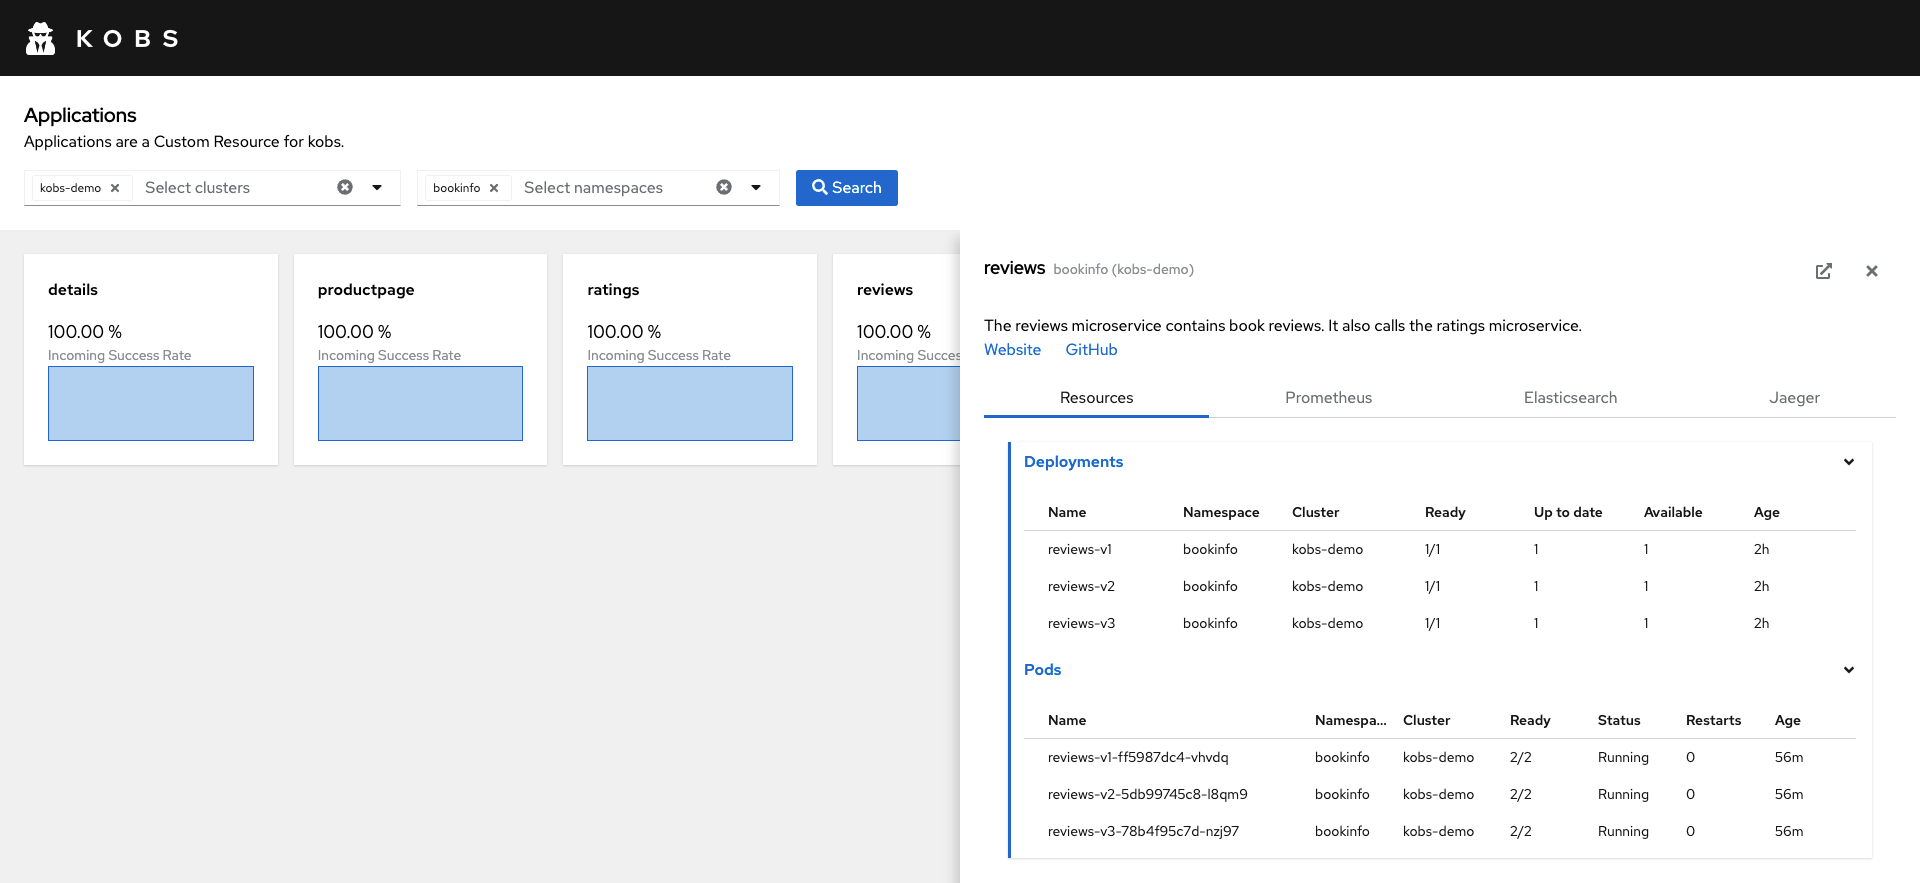 KOBS
Applications
Applications are a Custom Resource for kobs.
kobs-demo Select clusters bookinfo Select namespaces Search
details
100.00 %
Incoming Success Rate
productpage
100.00 %
Incoming Success Rate
ratings
100.00 %
Incoming Success Rate
reviews
100.00 %
Incoming Succes
reviews bookinfo (kobs-demo)
The reviews microservice contains book reviews. It also calls the ratings microservice.
Website GitHub
Resources Prometheus Elasticsearch Jaeger
Deployments
Name Namespace Cluster Ready Up to date Available Age
reviews-v1 bookinfo kobs-demo 1/1 1 1 2h
reviews-v2 bookinfo kobs-demo 1/1 1 1 2h
reviews-v3 bookinfo kobs-demo 1/1 1 1 2h
Pods
Name Namespa... Cluster Ready Status Restarts Age
reviews-v1-ff5987dc4-vhvdq bookinfo kobs-demo 2/2 Running 0 56m
reviews-v2-5db99745c8-l8qm9 bookinfo kobs-demo 2/2 Running 0 56m
reviews-v3-78b4f95c7d-nzj97 bookinfo kobs-demo 2/2 Running 0 56m